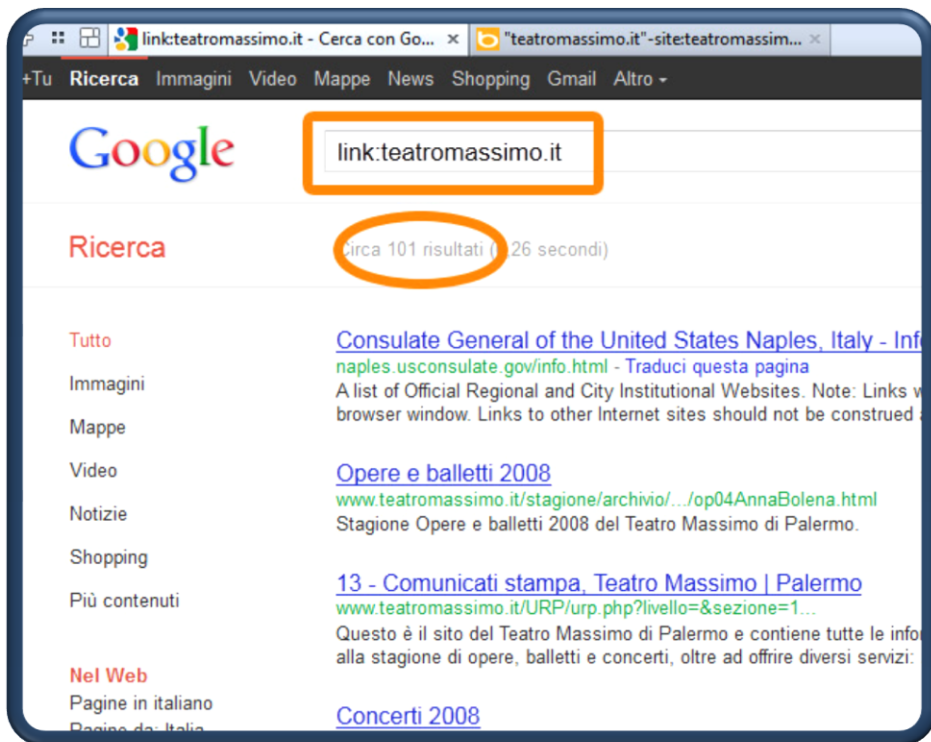 link:teatromassimo.it - Cerca con Go... × "teatromassimo.it"-site:teatromassim... ×
+Tu Ricerca Immagini Video Mappe News Shopping Gmail Altro
Google
link:teatromassimo.it
Ricerca
Circa 101 risultati ( 26 secondi)
Tutto
Immagini
Mappe
Video
Notizie
Shopping
Più contenuti
Nel Web
Pagine in italiano
Pagine da: Italia
Consulate General of the United States Naples, Italy - Inf
naples.usconsulate.gov/info.html - Traduci questa pagina
A list of Official Regional and City Institutional Websites. Note: Links
browser window. Links to other Internet sites should not be construed
Opere e balletti 2008
www.teatromassimo.it/stagione/archivio/.../op04AnnaBolena.html
Stagione Opere e balletti 2008 del Teatro Massimo di Palermo.
13 - Comunicati stampa, Teatro Massimo | Palermo
www.teatromassimo.it/URP/urp.php?livello=&sezione=1...
Questo è il sito del Teatro Massimo di Palermo e contiene tutte le info
alla stagione di opere, balletti e concerti, oltre ad offrire diversi servizi:
Concerti 2008